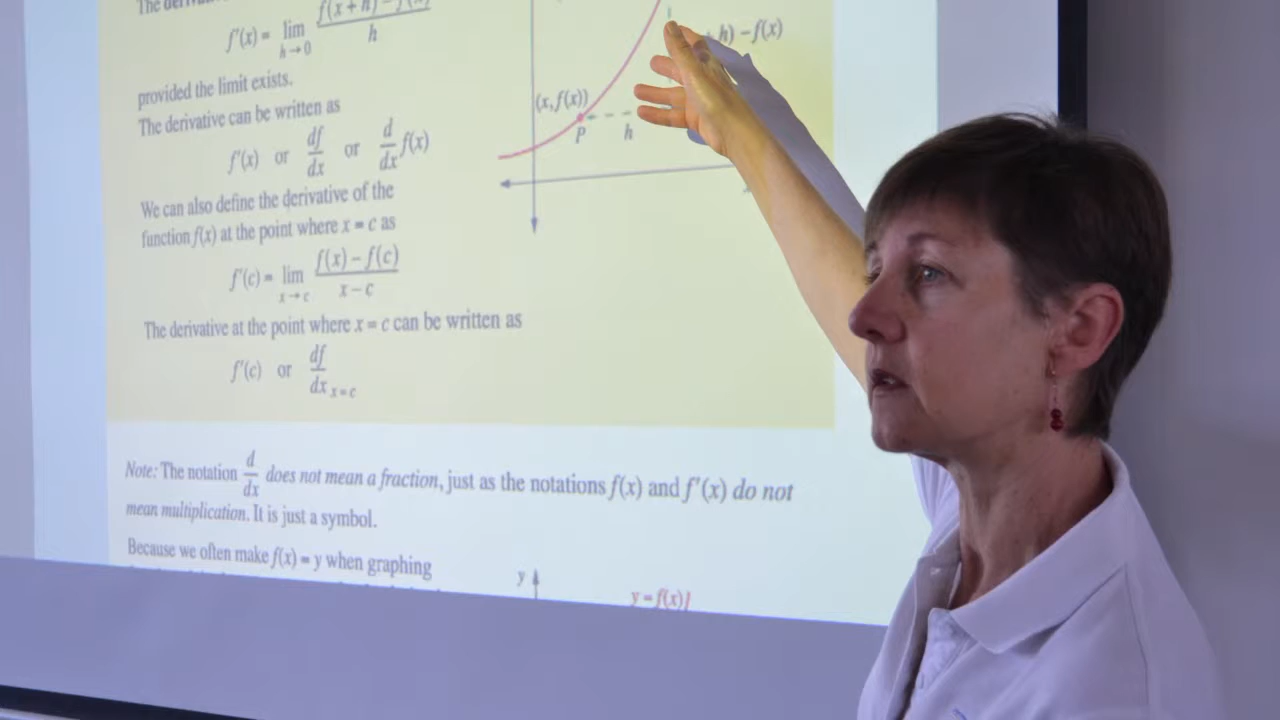 The
f'(x) = lim h→0 f(x + h) − f(x) / h
h) − f(x)
provided the limit exists.
The derivative can be written as
f'(x) or df/dx or d/dx f(x)
(x, f(x))
P
h
We can also define the derivative of the
function f(x) at the point where x = c as
f'(c) = lim x→c f(x) − f(c) / x − c
The derivative at the point where x = c can be written as
f'(c) or df/dx x=c
Note: The notation d/dx does not mean a fraction, just as the notations f(x) and f'(x) do not
mean multiplication. It is just a symbol.
Because we often make f(x) = y when graphing
y
y = f(x)